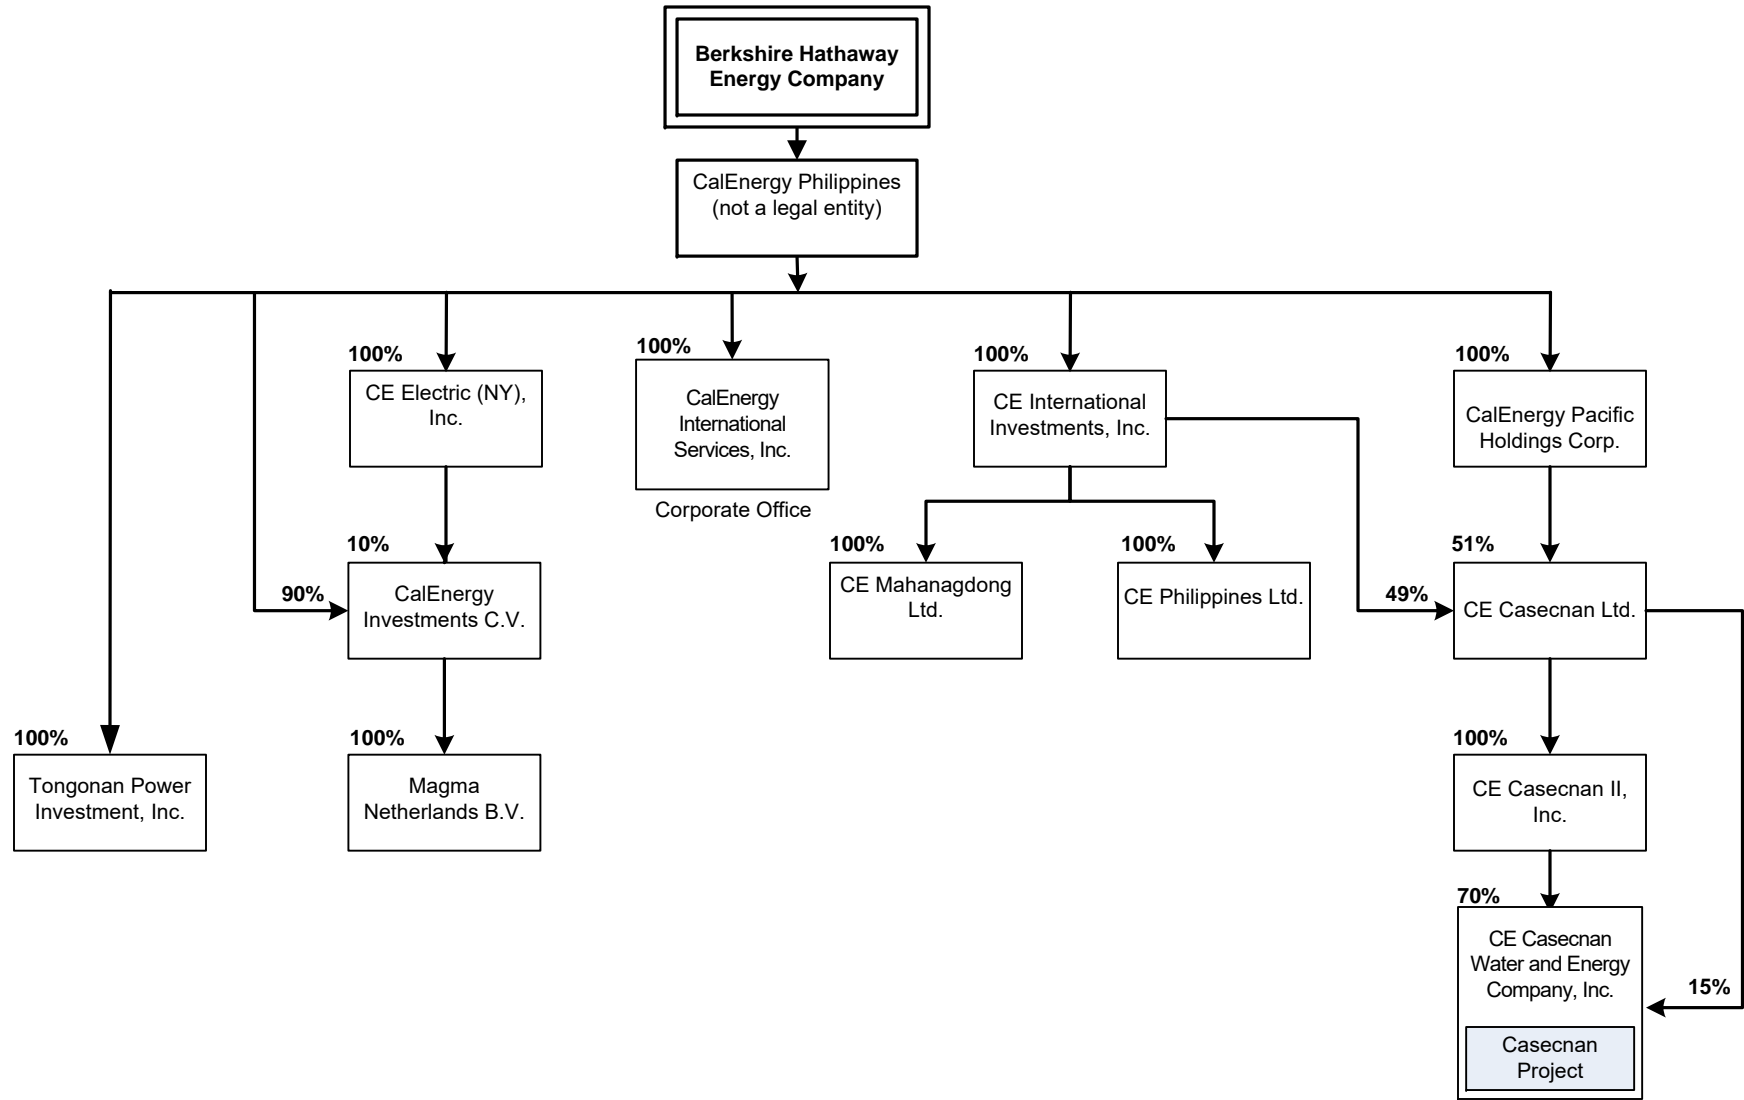 Berkshire Hathaway
Energy Company
CalEnergy Philippines
(not a legal entity)
100%
CE Electric (NY),
Inc.
100%
CalEnergy
International
Services, Inc.
Corporate Office
100%
CE International
Investments, Inc.
100%
CalEnergy Pacific
Holdings Corp.
10%
90%
CalEnergy
Investments C.V.
100%
CE Mahanagdong
Ltd.
100%
CE Philippines Ltd.
51%
49%
CE Casecnan Ltd.
100%
Tongonan Power
Investment, Inc.
100%
Magma
Netherlands B.V.
100%
CE Casecnan II,
Inc.
70%
CE Casecnan
Water and Energy
Company, Inc.
15%
Casecnan
Project